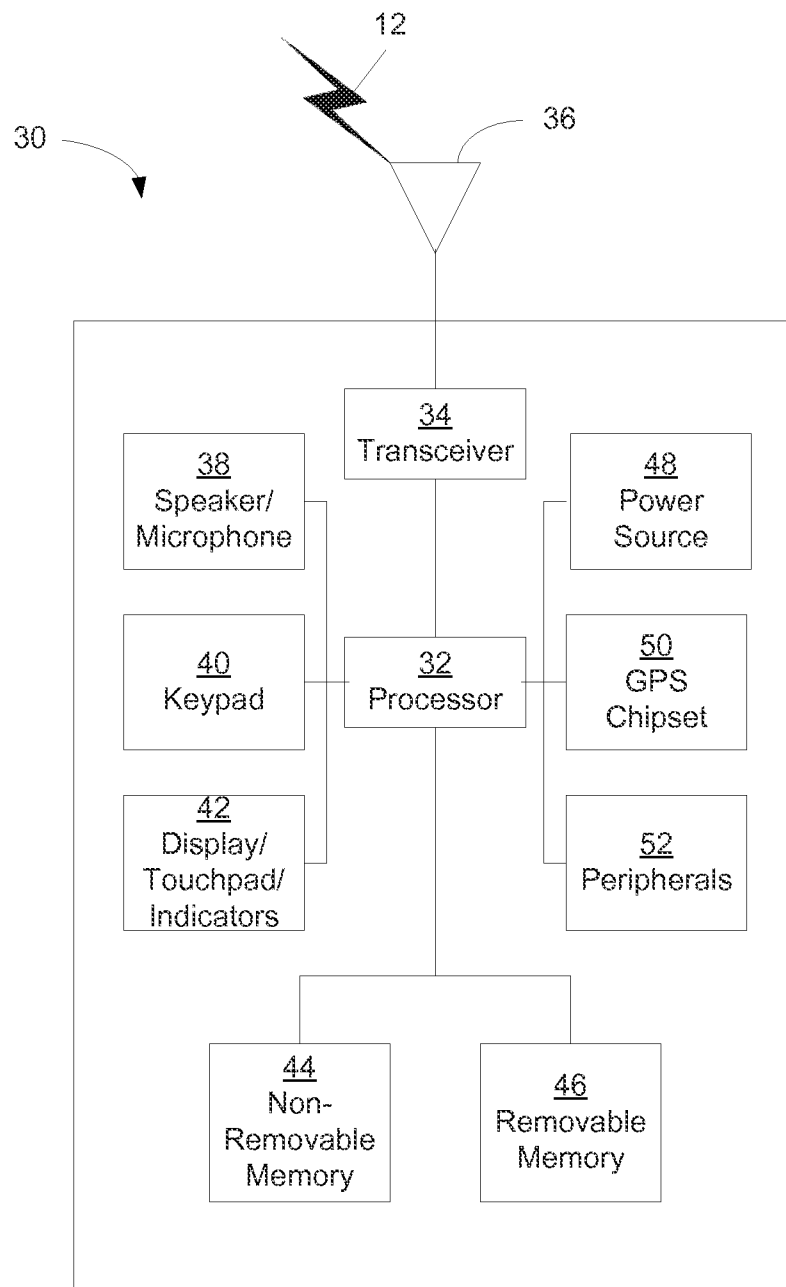 12
36
30
34
Transceiver
38
Speaker/
Microphone
48
Power
Source
40
Keypad
32
Processor
50
GPS
Chipset
42
Display/
Touchpad/
Indicators
52
Peripherals
44
Non-
Removable
Memory
46
Removable
Memory